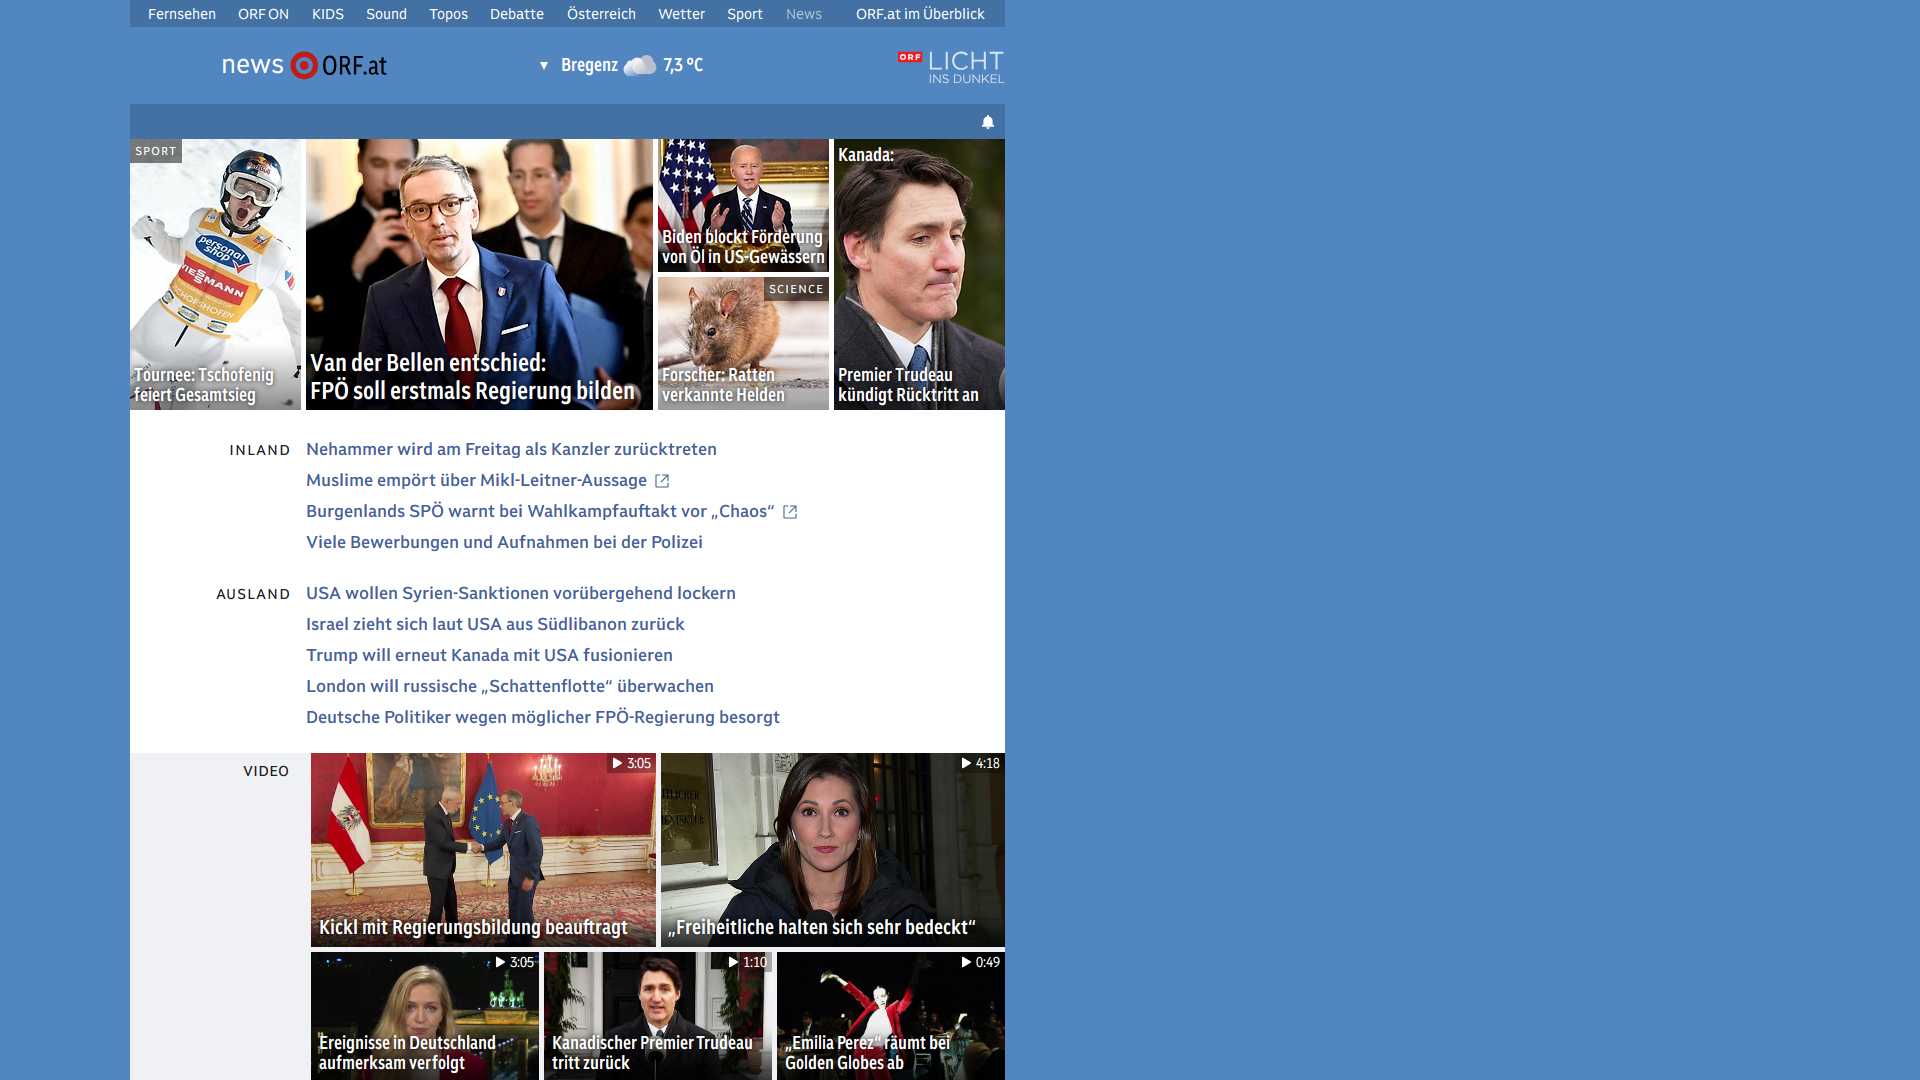 Fernsehen ORF ON KIDS Sound Topos Debatte Österreich Wetter Sport News ORF.at im Überblick
news ORF.at
Bregenz 7,3 °C
ORF LICHT
INS DUNKEL
SPORT
Tournee: Tschofenig
feiert Gesamtsieg
personal
shop
VIESSMANN
Van der Bellen entschied:
FPÖ soll erstmals Regierung bilden
Biden blockt Förderung
von Öl in US-Gewässern
SCIENCE
Forscher: Ratten
verkannte Helden
Kanada:
Premier Trudeau
kündigt Rücktritt an
INLAND
Nehammer wird am Freitag als Kanzler zurücktreten
Muslime empört über Mikl-Leitner-Aussage
Burgenlands SPÖ warnt bei Wahlkampfauftakt vor „Chaos“
Viele Bewerbungen und Aufnahmen bei der Polizei
AUSLAND
USA wollen Syrien-Sanktionen vorübergehend lockern
Israel zieht sich laut USA aus Südlibanon zurück
Trump will erneut Kanada mit USA fusionieren
London will russische „Schattenflotte“ überwachen
Deutsche Politiker wegen möglicher FPÖ-Regierung besorgt
VIDEO
3:05
Kickl mit Regierungsbildung beauftragt
4:18
„Freiheitliche halten sich sehr bedeckt“
3:05
Ereignisse in Deutschland
aufmerksam verfolgt
1:10
Kanadischer Premier Trudeau
tritt zurück
0:49
„Emilia Perez“ räumt bei
Golden Globes ab